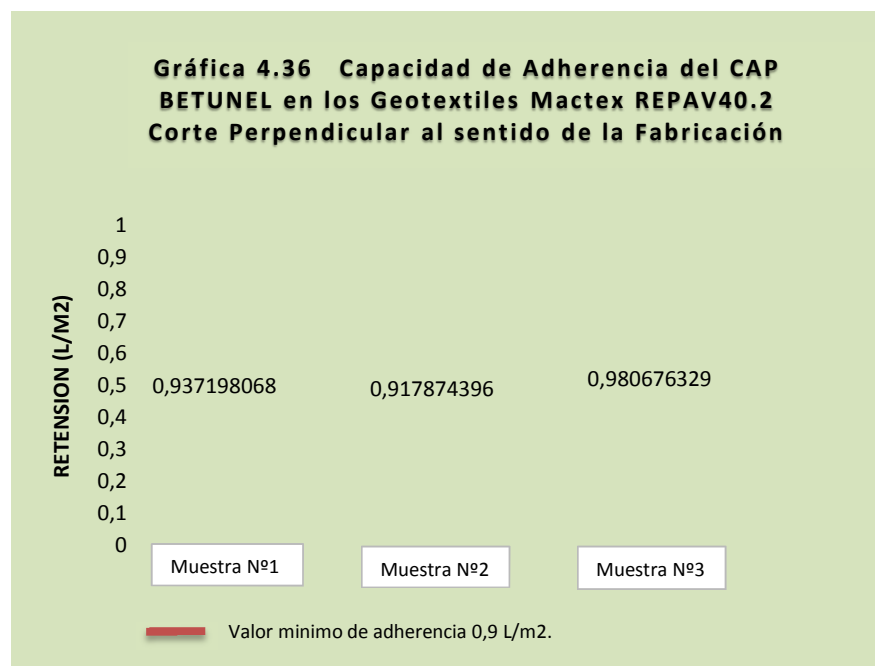 Gráfica 4.36 Capacidad de Adherencia del CAP
BETUNEL en los Geotextiles Mactex REPAV40.2
Corte Perpendicular al sentido de la Fabricación
RETENSION (L/M2)
1
0,9
0,8
0,7
0,6
0,5
0,4
0,3
0,2
0,1
0
0,937198068
0,917874396
0,980676329
Muestra Nº1
Muestra Nº2
Muestra Nº3
Valor minimo de adherencia 0,9 L/m2.